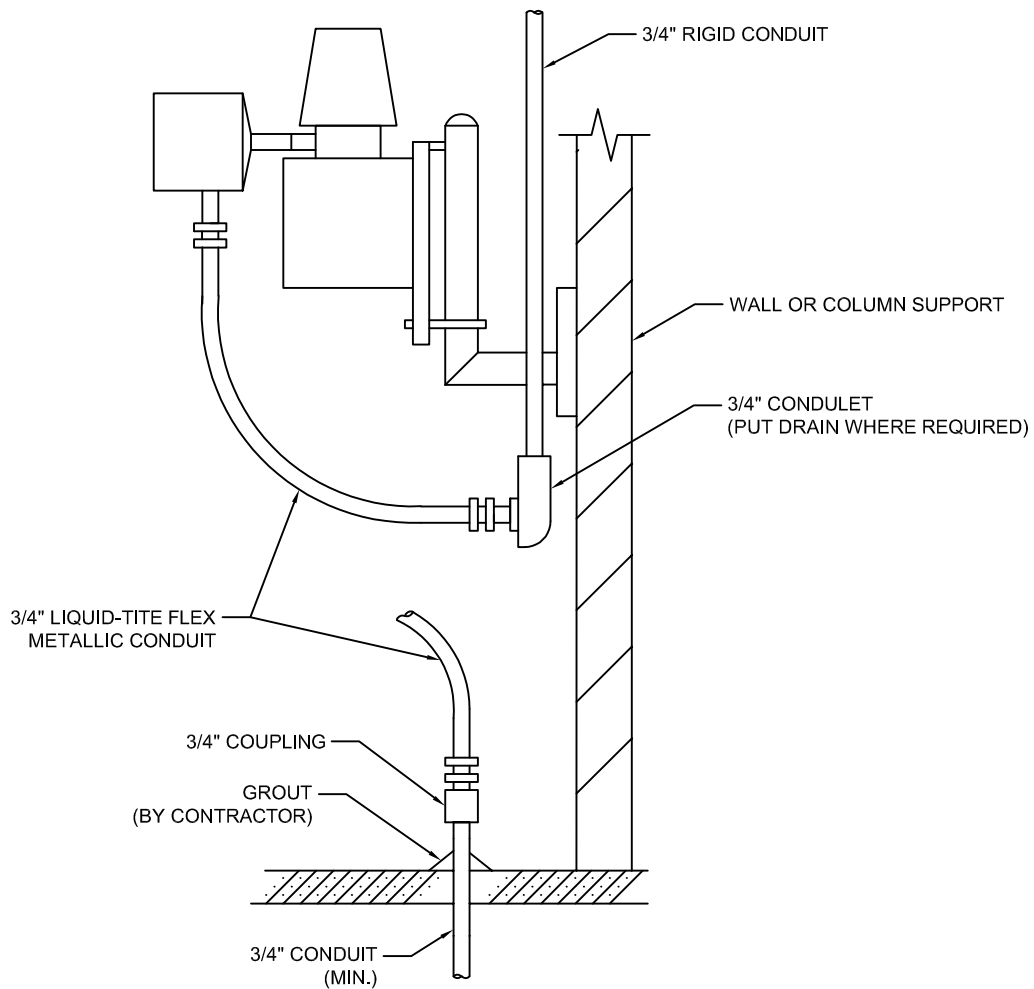 3/4" RIGID CONDUIT
WALL OR COLUMN SUPPORT
3/4" CONDULET
(PUT DRAIN WHERE REQUIRED)
3/4" LIQUID-TITE FLEX
METALLIC CONDUIT
3/4" COUPLING
GROUT
(BY CONTRACTOR)
3/4" CONDUIT
(MIN.)